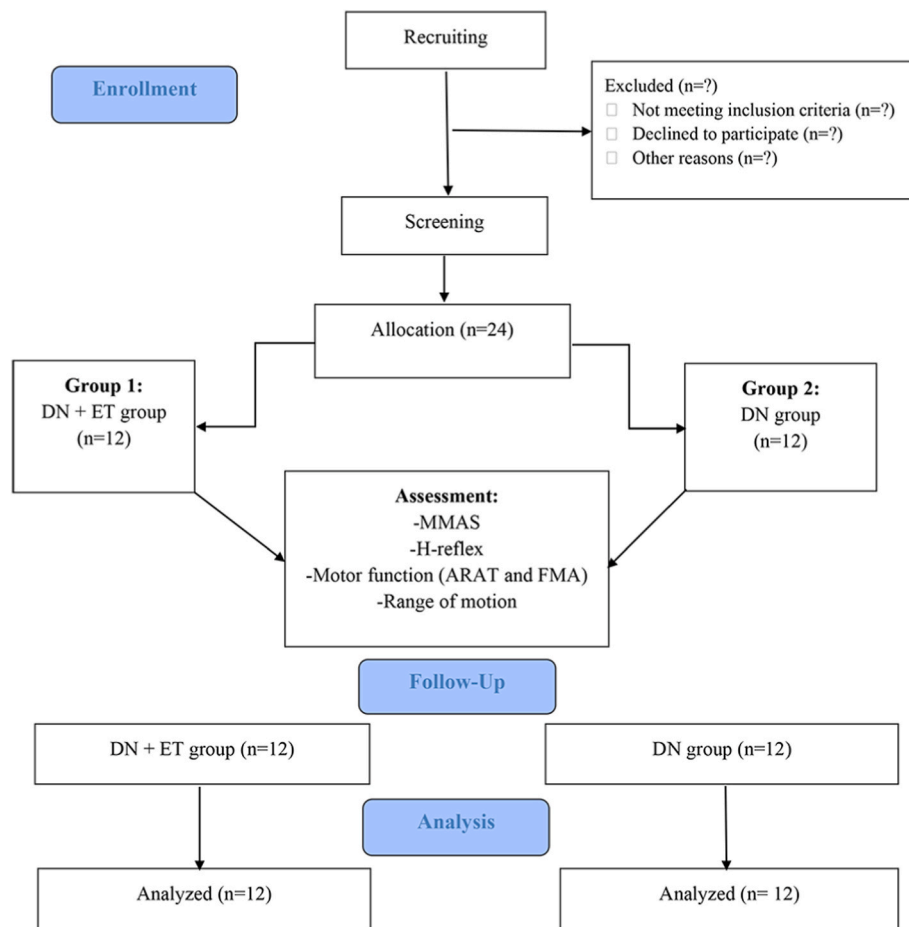 Recruiting
Enrollment
Excluded (n=?)
Not meeting inclusion criteria (n=?)
Declined to participate (n=?)
Other reasons (n=?)
Screening
Allocation (n=24)
Group 1:
DN + ET group
(n=12)
Group 2:
DN group
(n=12)
Assessment:
-MMAS
-H-reflex
-Motor function (ARAT and FMA)
-Range of motion
Follow-Up
DN + ET group (n=12)
DN group (n=12)
Analysis
Analyzed (n=12)
Analyzed (n= 12)